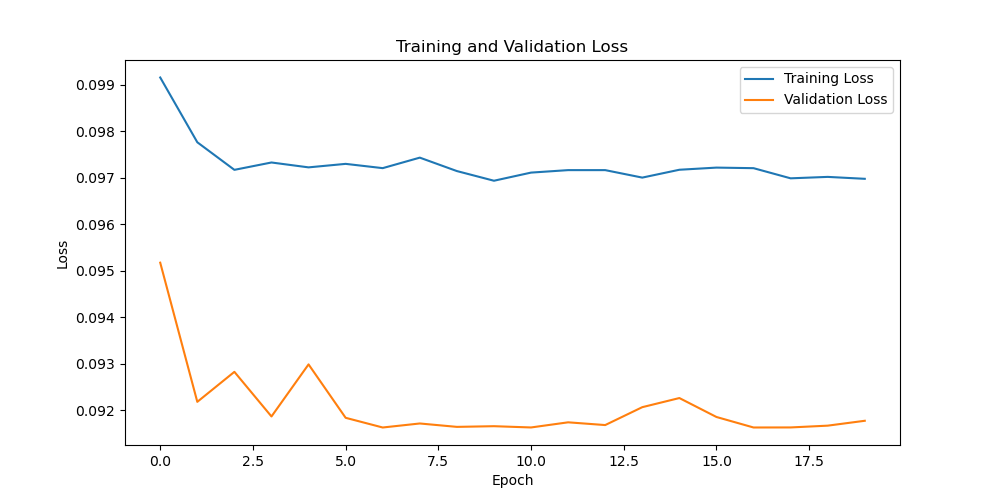 Training and Validation Loss
Training Loss
Validation Loss
Loss
0.099
0.098
0.097
0.096
0.095
0.094
0.093
0.092
0.0 2.5 5.0 7.5 10.0 12.5 15.0 17.5
Epoch